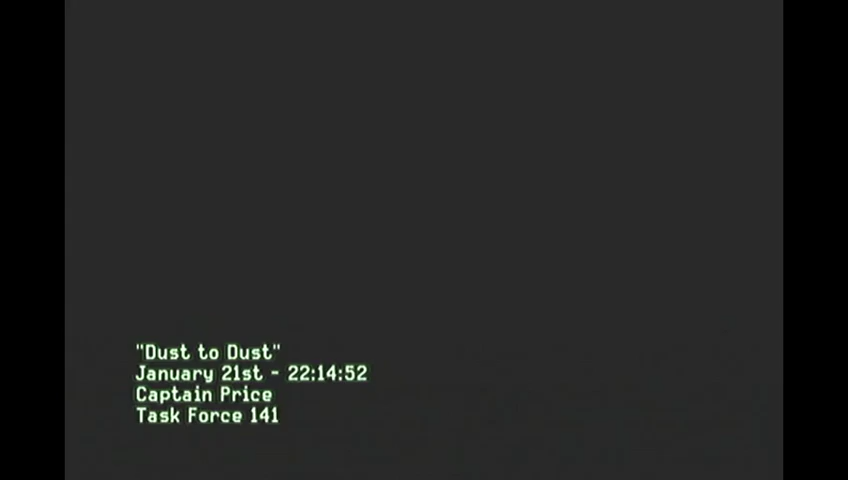 "Dust to Dust"
January 21st - 22:14:52
Captain Price
Task Force 141